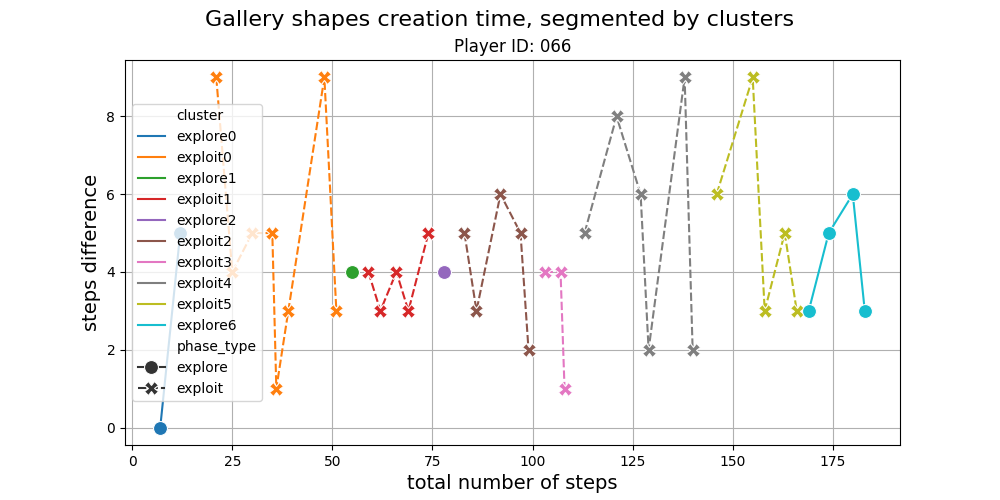 Gallery shapes creation time, segmented by clusters
Player ID: 066
steps difference
8
6
4
2
0
cluster
explore0
exploit0
explore1
exploit1
explore2
exploit2
exploit3
exploit4
exploit5
explore6
phase_type
explore
exploit
0 25 50 75 100 125 150 175
total number of steps